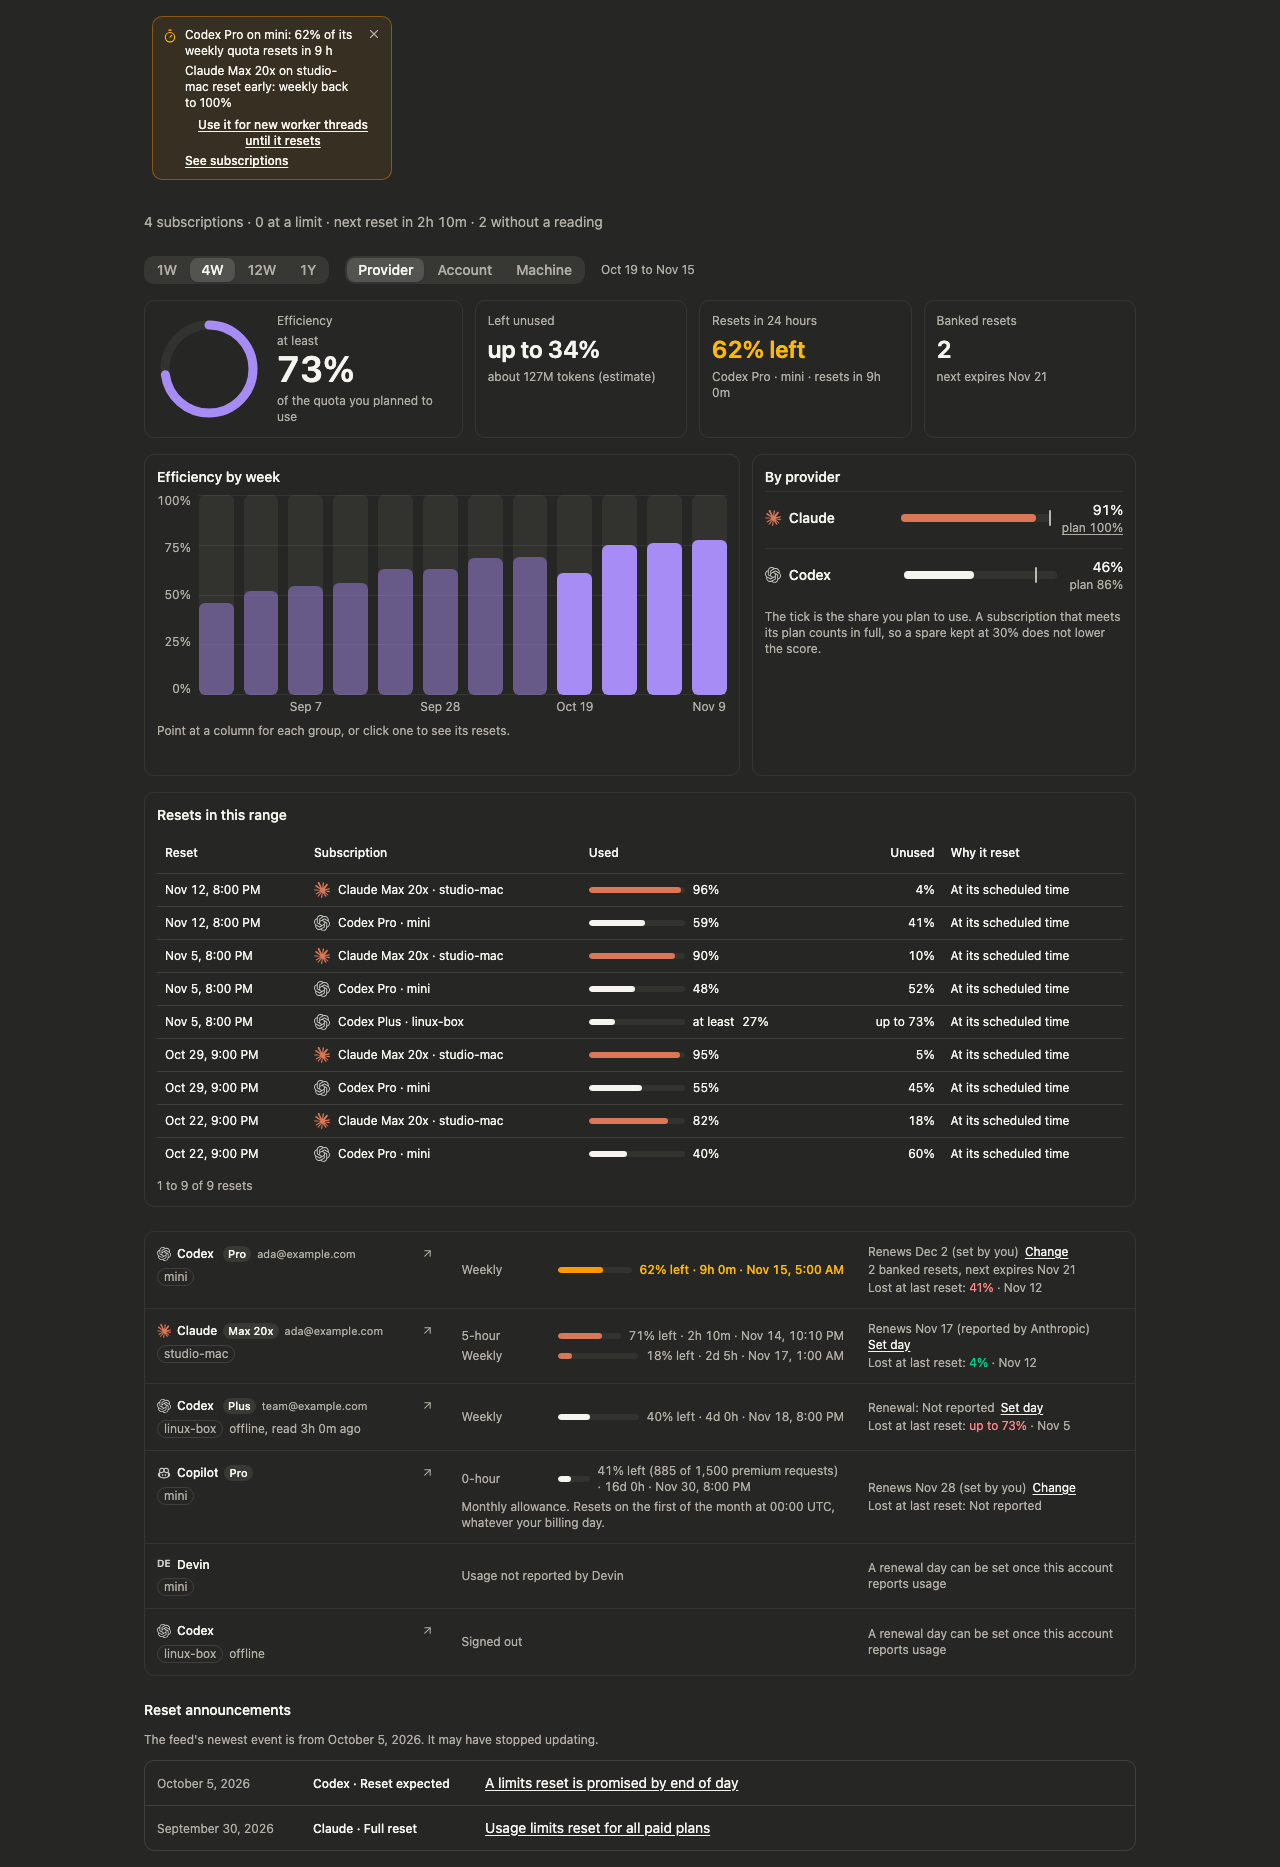 Codex Pro on mini: 62% of its
weekly quota resets in 9 h
Claude Max 20x on studio-
mac reset early: weekly back
to 100%
Use it for new worker threads
until it resets
See subscriptions
4 subscriptions · 0 at a limit · next reset in 2h 10m · 2 without a reading
1W 4W 12W 1Y Provider Account Machine Oct 19 to Nov 15
Efficiency
at least
73%
of the quota you planned to
use
Left unused
up to 34%
about 127M tokens (estimate)
Resets in 24 hours
62% left
Codex Pro · mini · resets in 9h
0m
Banked resets
2
next expires Nov 21
Efficiency by week
100%
75%
50%
25%
0%
Sep 7 Sep 28 Oct 19 Nov 9
Point at a column for each group, or click one to see its resets.
By provider
Claude 91%
plan 100%
Codex 46%
plan 86%
The tick is the share you plan to use. A subscription that meets
its plan counts in full, so a spare kept at 30% does not lower
the score.
Resets in this range
Reset Subscription Used Unused Why it reset
Nov 12, 8:00 PM Claude Max 20x · studio-mac 96% 4% At its scheduled time
Nov 12, 8:00 PM Codex Pro · mini 59% 41% At its scheduled time
Nov 5, 8:00 PM Claude Max 20x · studio-mac 90% 10% At its scheduled time
Nov 5, 8:00 PM Codex Pro · mini 48% 52% At its scheduled time
Nov 5, 8:00 PM Codex Plus · linux-box at least 27% up to 73% At its scheduled time
Oct 29, 9:00 PM Claude Max 20x · studio-mac 95% 5% At its scheduled time
Oct 29, 9:00 PM Codex Pro · mini 55% 45% At its scheduled time
Oct 22, 9:00 PM Claude Max 20x · studio-mac 82% 18% At its scheduled time
Oct 22, 9:00 PM Codex Pro · mini 40% 60% At its scheduled time
1 to 9 of 9 resets
Codex Pro ada@example.com
mini
Weekly 62% left · 9h 0m · Nov 15, 5:00 AM
Renews Dec 2 (set by you) Change
2 banked resets, next expires Nov 21
Lost at last reset: 41% · Nov 12
Claude Max 20x ada@example.com
studio-mac
5-hour 71% left · 2h 10m · Nov 14, 10:10 PM
Weekly 18% left · 2d 5h · Nov 17, 1:00 AM
Renews Nov 17 (reported by Anthropic)
Set day
Lost at last reset: 4% · Nov 12
Codex Plus team@example.com
linux-box offline, read 3h 0m ago
Weekly 40% left · 4d 0h · Nov 18, 8:00 PM
Renewal: Not reported Set day
Lost at last reset: up to 73% · Nov 5
Copilot Pro
mini
0-hour 41% left (885 of 1,500 premium requests)
· 16d 0h · Nov 30, 8:00 PM
Monthly allowance. Resets on the first of the month at 00:00 UTC,
whatever your billing day.
Renews Nov 28 (set by you) Change
Lost at last reset: Not reported
DE Devin
mini
Usage not reported by Devin
A renewal day can be set once this account
reports usage
Codex
linux-box offline
Signed out
A renewal day can be set once this account
reports usage
Reset announcements
The feed's newest event is from October 5, 2026. It may have stopped updating.
October 5, 2026 Codex · Reset expected A limits reset is promised by end of day
September 30, 2026 Claude · Full reset Usage limits reset for all paid plans